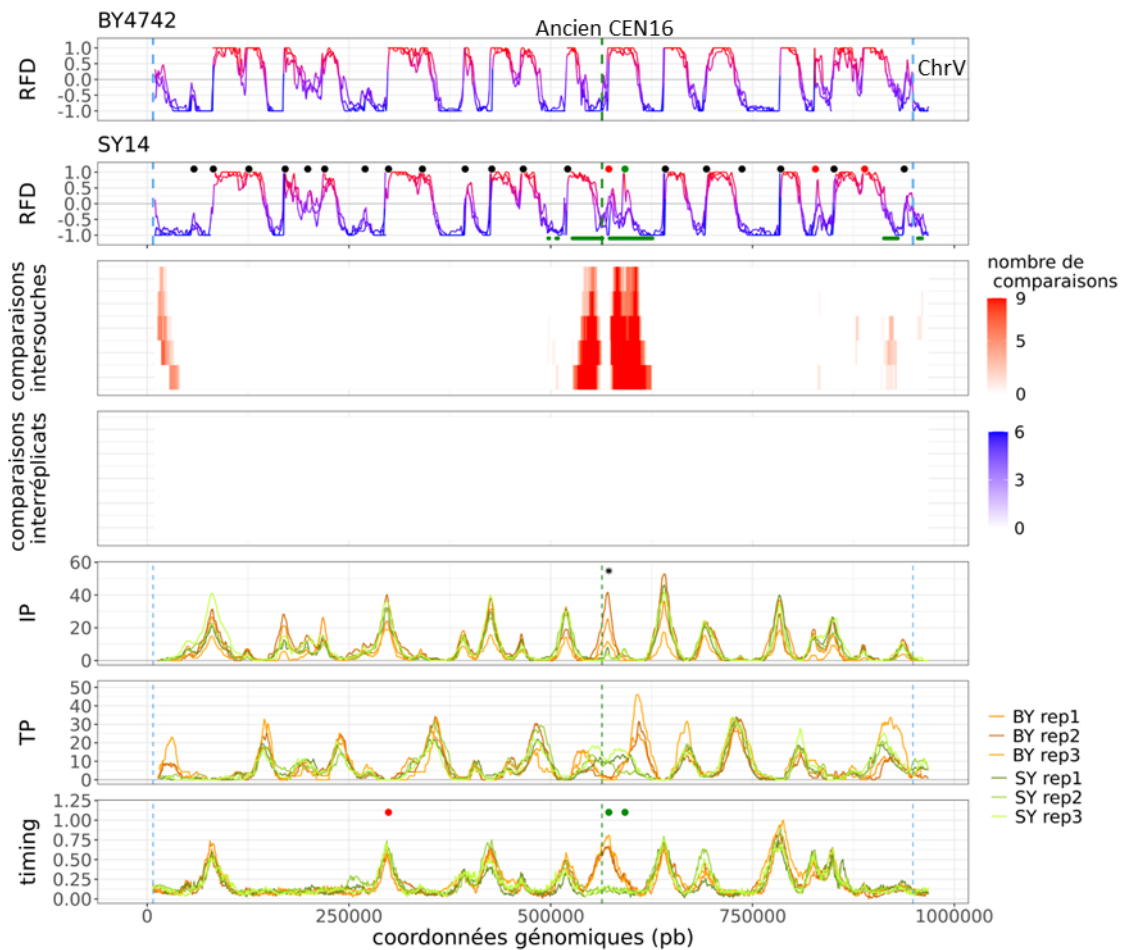 BY4742
Ancien CEN16
RFD
1.0
0.5
0.0
-0.5
-1.0
ChrV
SY14
RFD
1.0
0.5
0.0
-0.5
-1.0
comparaisons
intersouches
nombre de
comparaisons
9
5
0
comparaisons
interréplicats
6
3
0
IP
60
40
20
0
TP
50
40
30
20
10
0
BY rep1
BY rep2
BY rep3
SY rep1
SY rep2
SY rep3
timing
1.25
1.00
0.75
0.50
0.25
0.00
0 250000 500000 750000 1000000
coordonnées génomiques (pb)